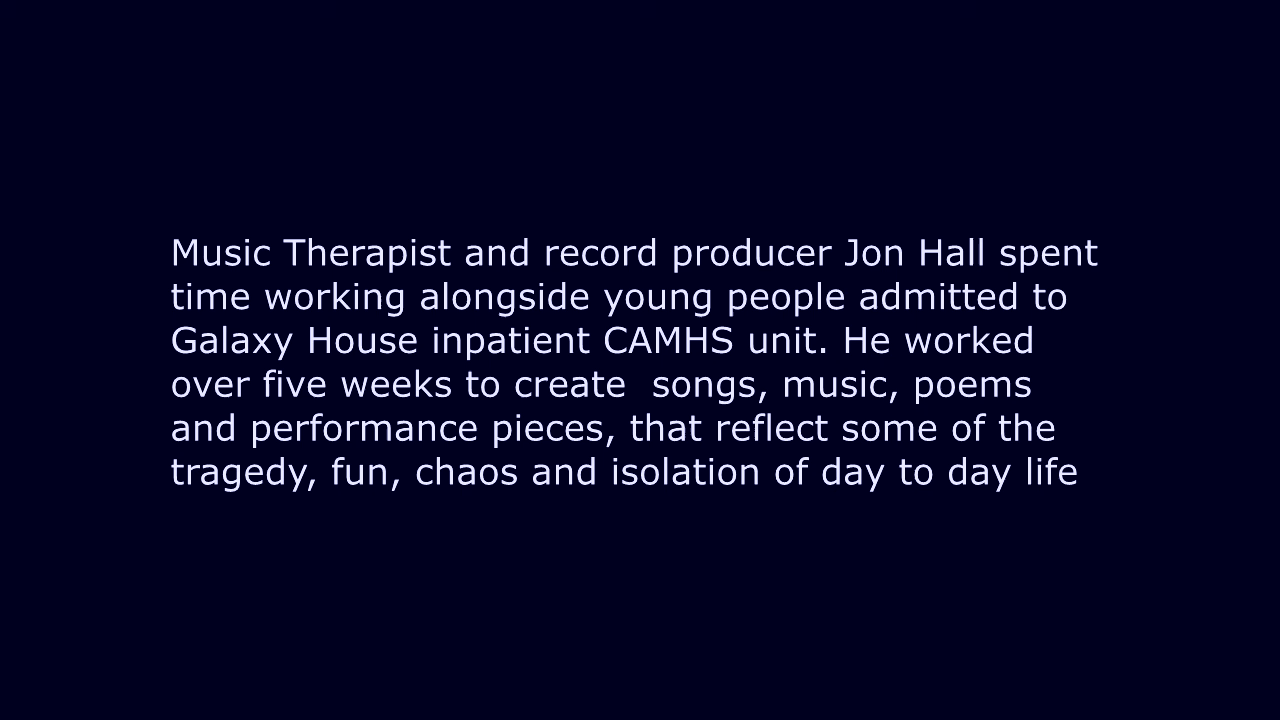 Music Therapist and record producer Jon Hall spent
time working alongside young people admitted to
Galaxy House inpatient CAMHS unit. He worked
over five weeks to create  songs, music, poems
and performance pieces, that reflect some of the
tragedy, fun, chaos and isolation of day to day life